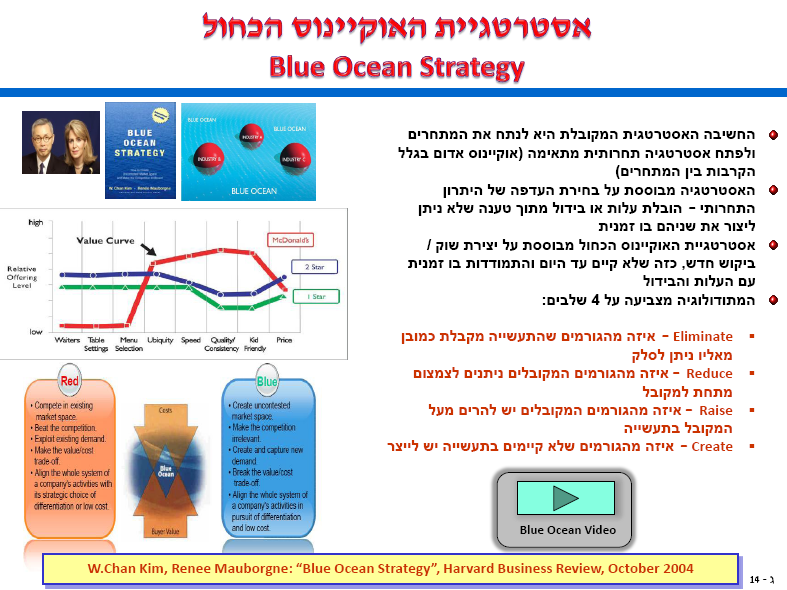 אסטרטגיית האוקיינוס הכחול
Blue Ocean Strategy
החשיבה האסטרטגית המקובלת היא לנתח את המתחרים
ולפתח אסטרטגיה תחרותית מתאימה (אוקיינוס אדום בגלל
הקרבות בין המתחרים)
האסטרטגיה מבוססת על בחירת העדפה של היתרון
התחרותי – הובלת עלות או בידול מתוך טענה שלא ניתן
ליצור את שניהם בו זמנית
אסטרטגיית האוקיינוס הכחול מבוססת על יצירת שוק /
ביקוש חדש, כזה שלא קיים עד היום והתמודדות בו זמנית
עם העלות והבידול
המתודולוגיה מצביעה על 4 שלבים:
Eliminate – איזה מהגורמים שהתעשייה מקבלת כמובן
מאליו ניתן לסלק
Reduce – איזה מהגורמים המקובלים ניתנים לצמצום
מתחת למקובל
Raise – איזה מהגורמים המקובלים יש להרים מעל
המקובל בתעשייה
Create – איזה מהגורמים שלא קיימים בתעשייה יש לייצר
Blue Ocean Video
BLUE
OCEAN
STRATEGY
W. Chan Kim • Renée Mauborgne
BLUE OCEAN
BLUE OCEAN
INDUSTRY A
INDUSTRY B
INDUSTRY C
BLUE OCEAN
high
Value Curve
McDonald's
2 Star
1 Star
Relative
Offering
Level
low
Waiters
Table
Settings
Menu
Selection
Ubiquity
Speed
Quality/
Consistency
Kid
Friendly
Price
Red
• Compete in existing
market space.
• Beat the competition.
• Exploit existing demand.
• Make the value/cost
trade-off.
• Align the whole system of
a company's activities with
its strategic choice of
differentiation or low cost.
Costs
Blue
Ocean
Buyer Value
Blue
• Create uncontested
market space.
• Make the competition
irrelevant.
• Create and capture new
demand.
• Break the value/cost
trade-off.
• Align the whole system of
a company's activities in
pursuit of differentiation
and low cost.
W.Chan Kim, Renee Mauborgne: “Blue Ocean Strategy”, Harvard Business Review, October 2004
ג - 14